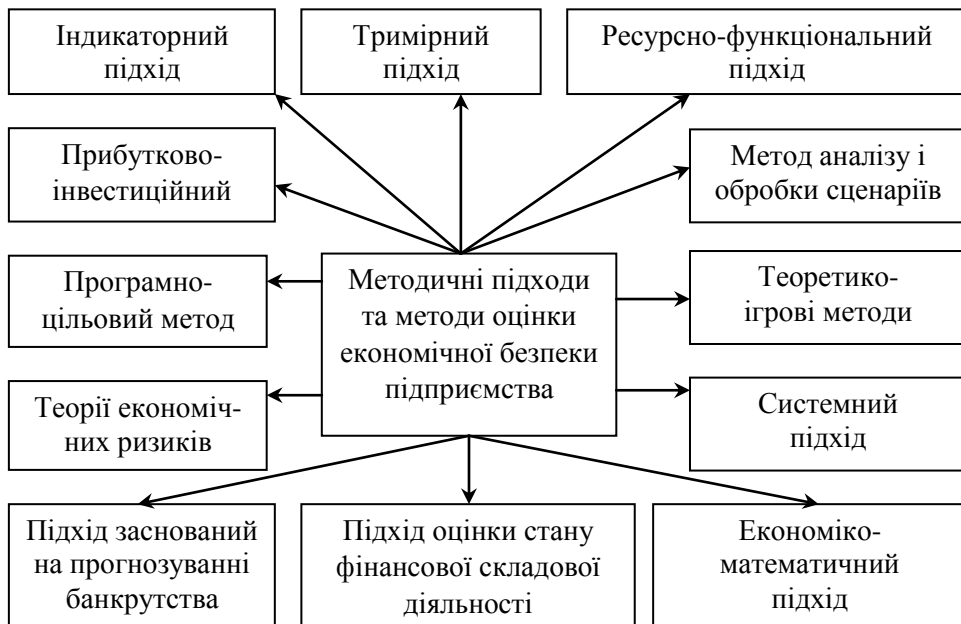 Індикаторний
підхід
Тримірний
підхід
Ресурсно-функціональний
підхід
Прибутково-
інвестиційний
Метод аналізу і
обробки сценаріїв
Програмно-
цільовий метод
Методичні підходи
та методи оцінки
економічної безпеки
підприємства
Теоретико-
ігрові методи
Теорії економіч-
них ризиків
Системний
підхід
Підхід заснований
на прогнозуванні
банкрутства
Підхід оцінки стану
фінансової складової
діяльності
Економіко-
математичний
підхід